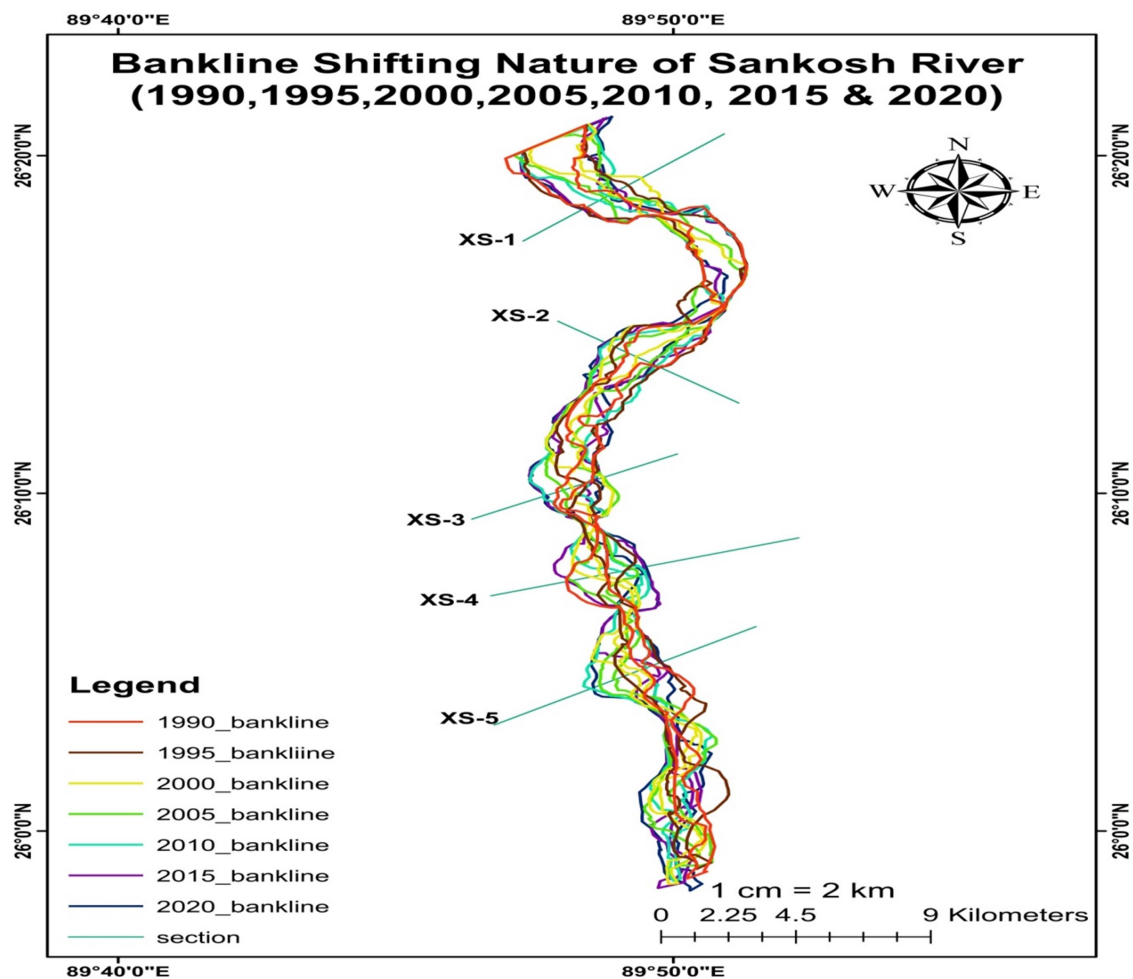 89°40'0"E 89°50'0"E
Bankline Shifting Nature of Sankosh River
(1990,1995,2000,2005,2010, 2015 & 2020)
26°20'0"N 26°20'0"N
N
W E
S
XS-1
XS-2
26°10'0"N 26°10'0"N
XS-3
XS-4
XS-5
Legend
1990_bankline
1995_bankliine
2000_bankline
2005_bankline
2010_bankline
2015_bankline
2020_bankline
section
26°0'0"N 26°0'0"N
1 cm = 2 km
0 2.25 4.5 9 Kilometers
89°40'0"E 89°50'0"E